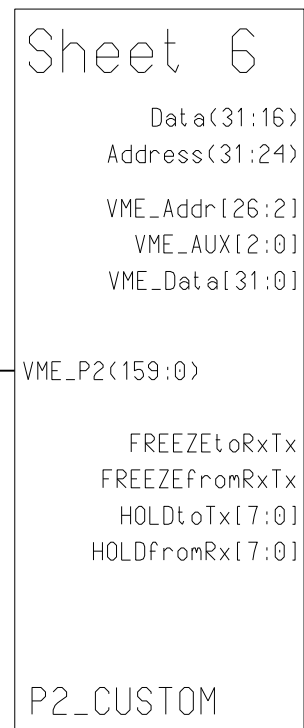 Sheet 6
Data(31:16)
Address(31:24)
VME_Addr[26:2]
VME_AUX[2:0]
VME_Data[31:0]
VME_P2(159:0)
FREEZEtoRxTx
FREEZEfromRxTx
HOLDtoTx[7:0]
HOLDfromRx[7:0]
P2_CUSTOM